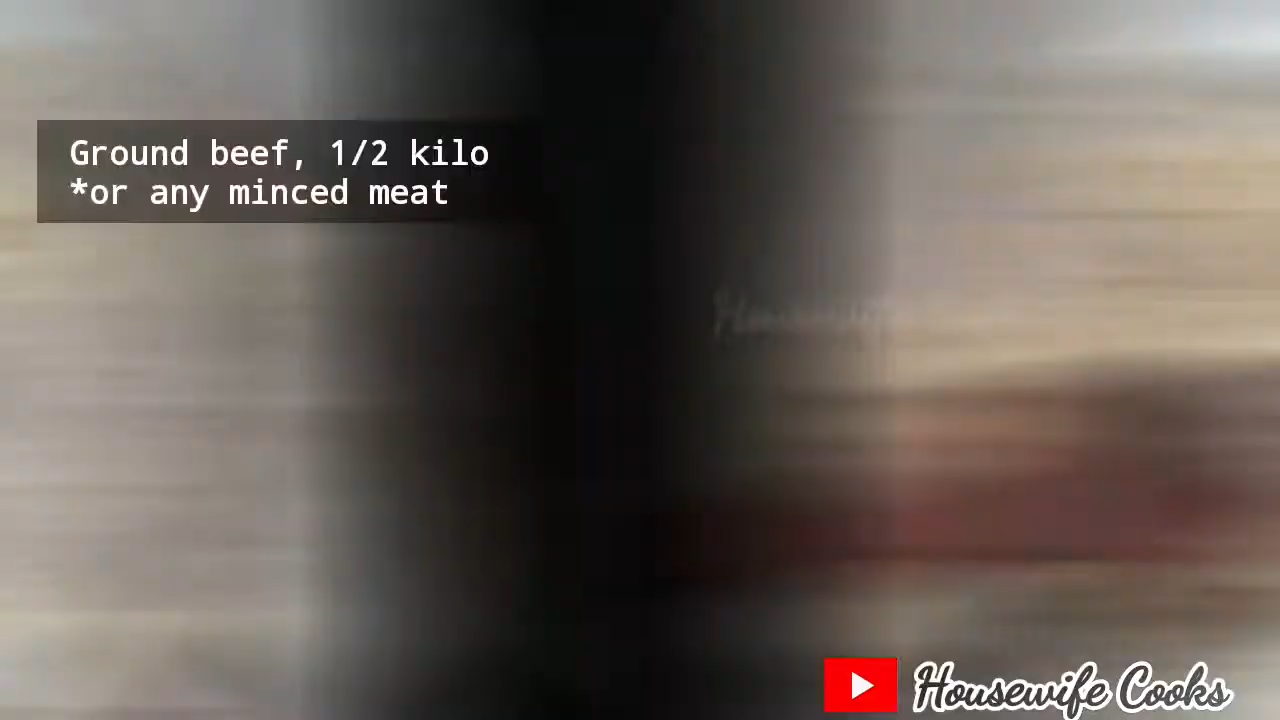 Ground beef, 1/2 kilo
*or any minced meat
Housewife Cooks